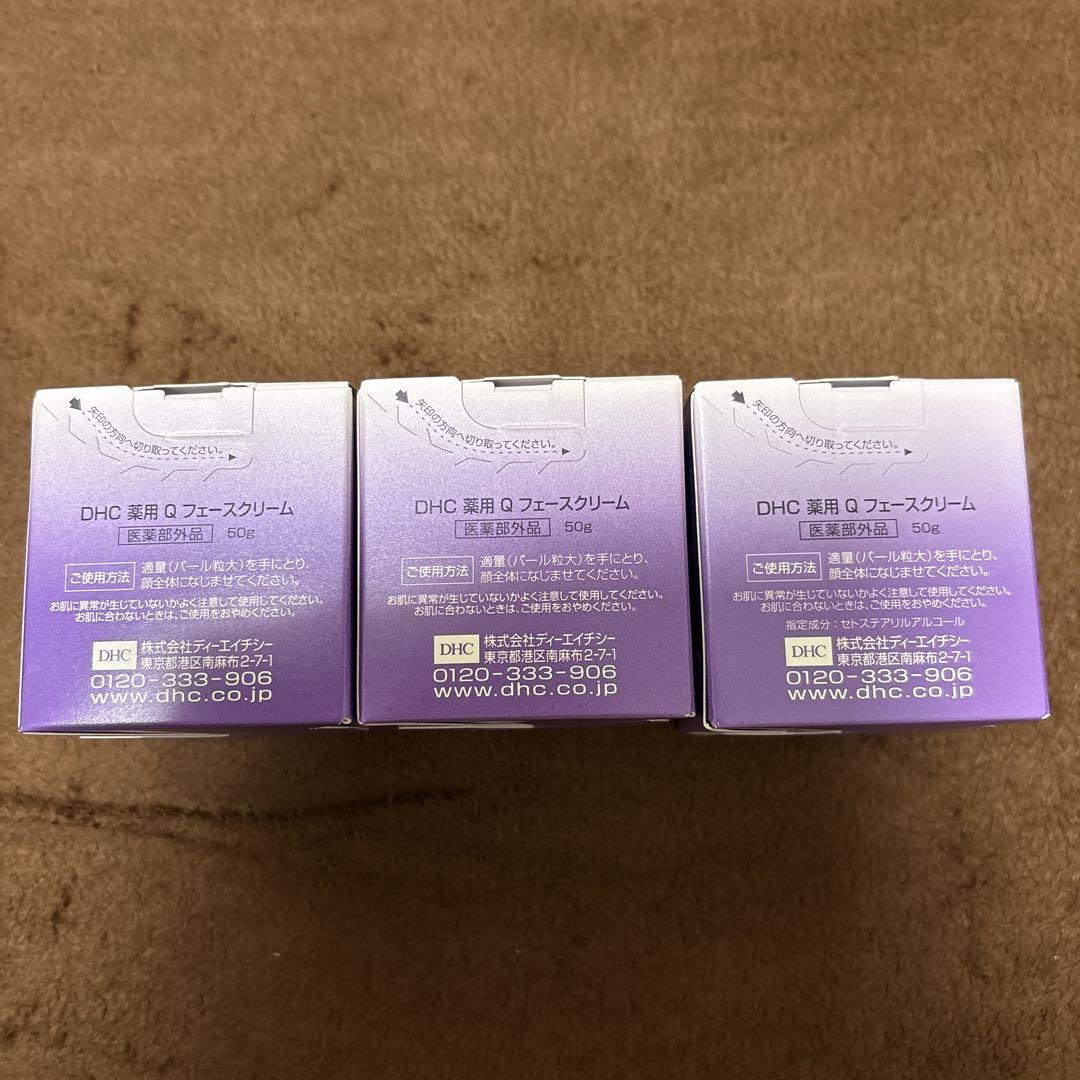 矢印の方向へ切り取ってください。
DHC 薬用 Q フェースクリーム
医薬部外品 50g
ご使用方法 適量(パール粒大)を手にとり、
顔全体になじませてください。
お肌に異常が生じていないかよく注意して使用してください。
お肌に合わないときは、ご使用をおやめください。
DHC 株式会社ディーエイチシー
東京都港区南麻布2-7-1
0120-333-906
www.dhc.co.jp
矢印の方向へ切り取ってください。
DHC 薬用 Q フェースクリーム
医薬部外品 50g
ご使用方法 適量(パール粒大)を手にとり、
顔全体になじませてください。
お肌に異常が生じていないかよく注意して使用してください。
お肌に合わないときは、ご使用をおやめください。
DHC 株式会社ディーエイチシー
東京都港区南麻布2-7-1
0120-333-906
www.dhc.co.jp
矢印の方向へ切り取ってください。
DHC 薬用 Q フェースクリーム
医薬部外品 50g
ご使用方法 適量(パール粒大)を手にとり、
顔全体になじませてください。
お肌に異常が生じていないかよく注意して使用してください。
お肌に合わないときは、ご使用をおやめください。
指定成分：セトステアリルアルコール
DHC 株式会社ディーエイチシー
東京都港区南麻布2-7-1
0120-333-906
www.dhc.co.jp